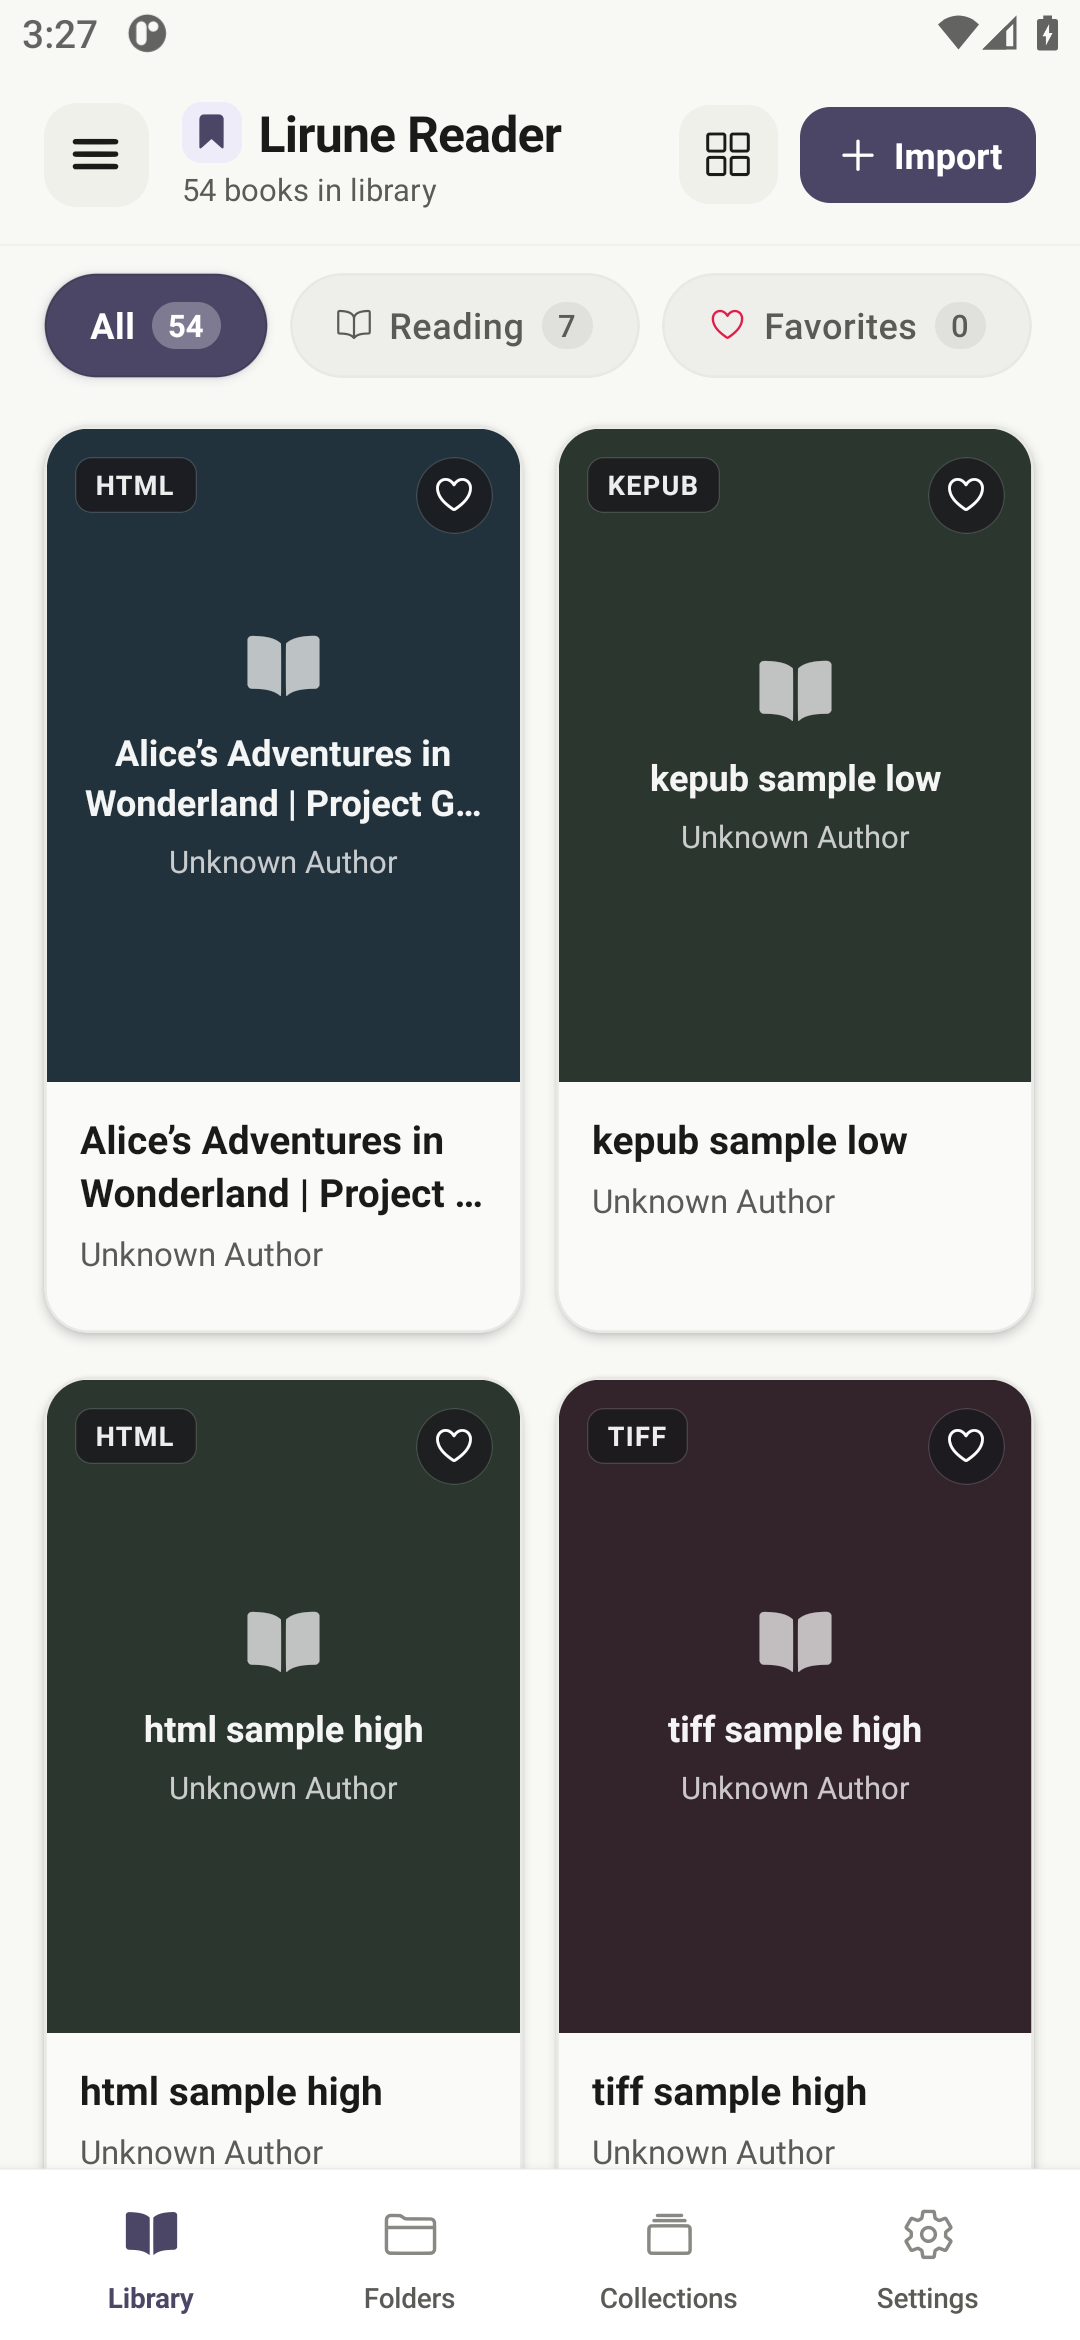 3:27
Lirune Reader
54 books in library
Import
All 54
Reading 7
Favorites 0
HTML
Alice’s Adventures in
Wonderland | Project G...
Unknown Author
Alice’s Adventures in
Wonderland | Project ...
Unknown Author
KEPUB
kepub sample low
Unknown Author
kepub sample low
Unknown Author
HTML
html sample high
Unknown Author
html sample high
Unknown Author
TIFF
tiff sample high
Unknown Author
tiff sample high
Unknown Author
Library
Folders
Collections
Settings